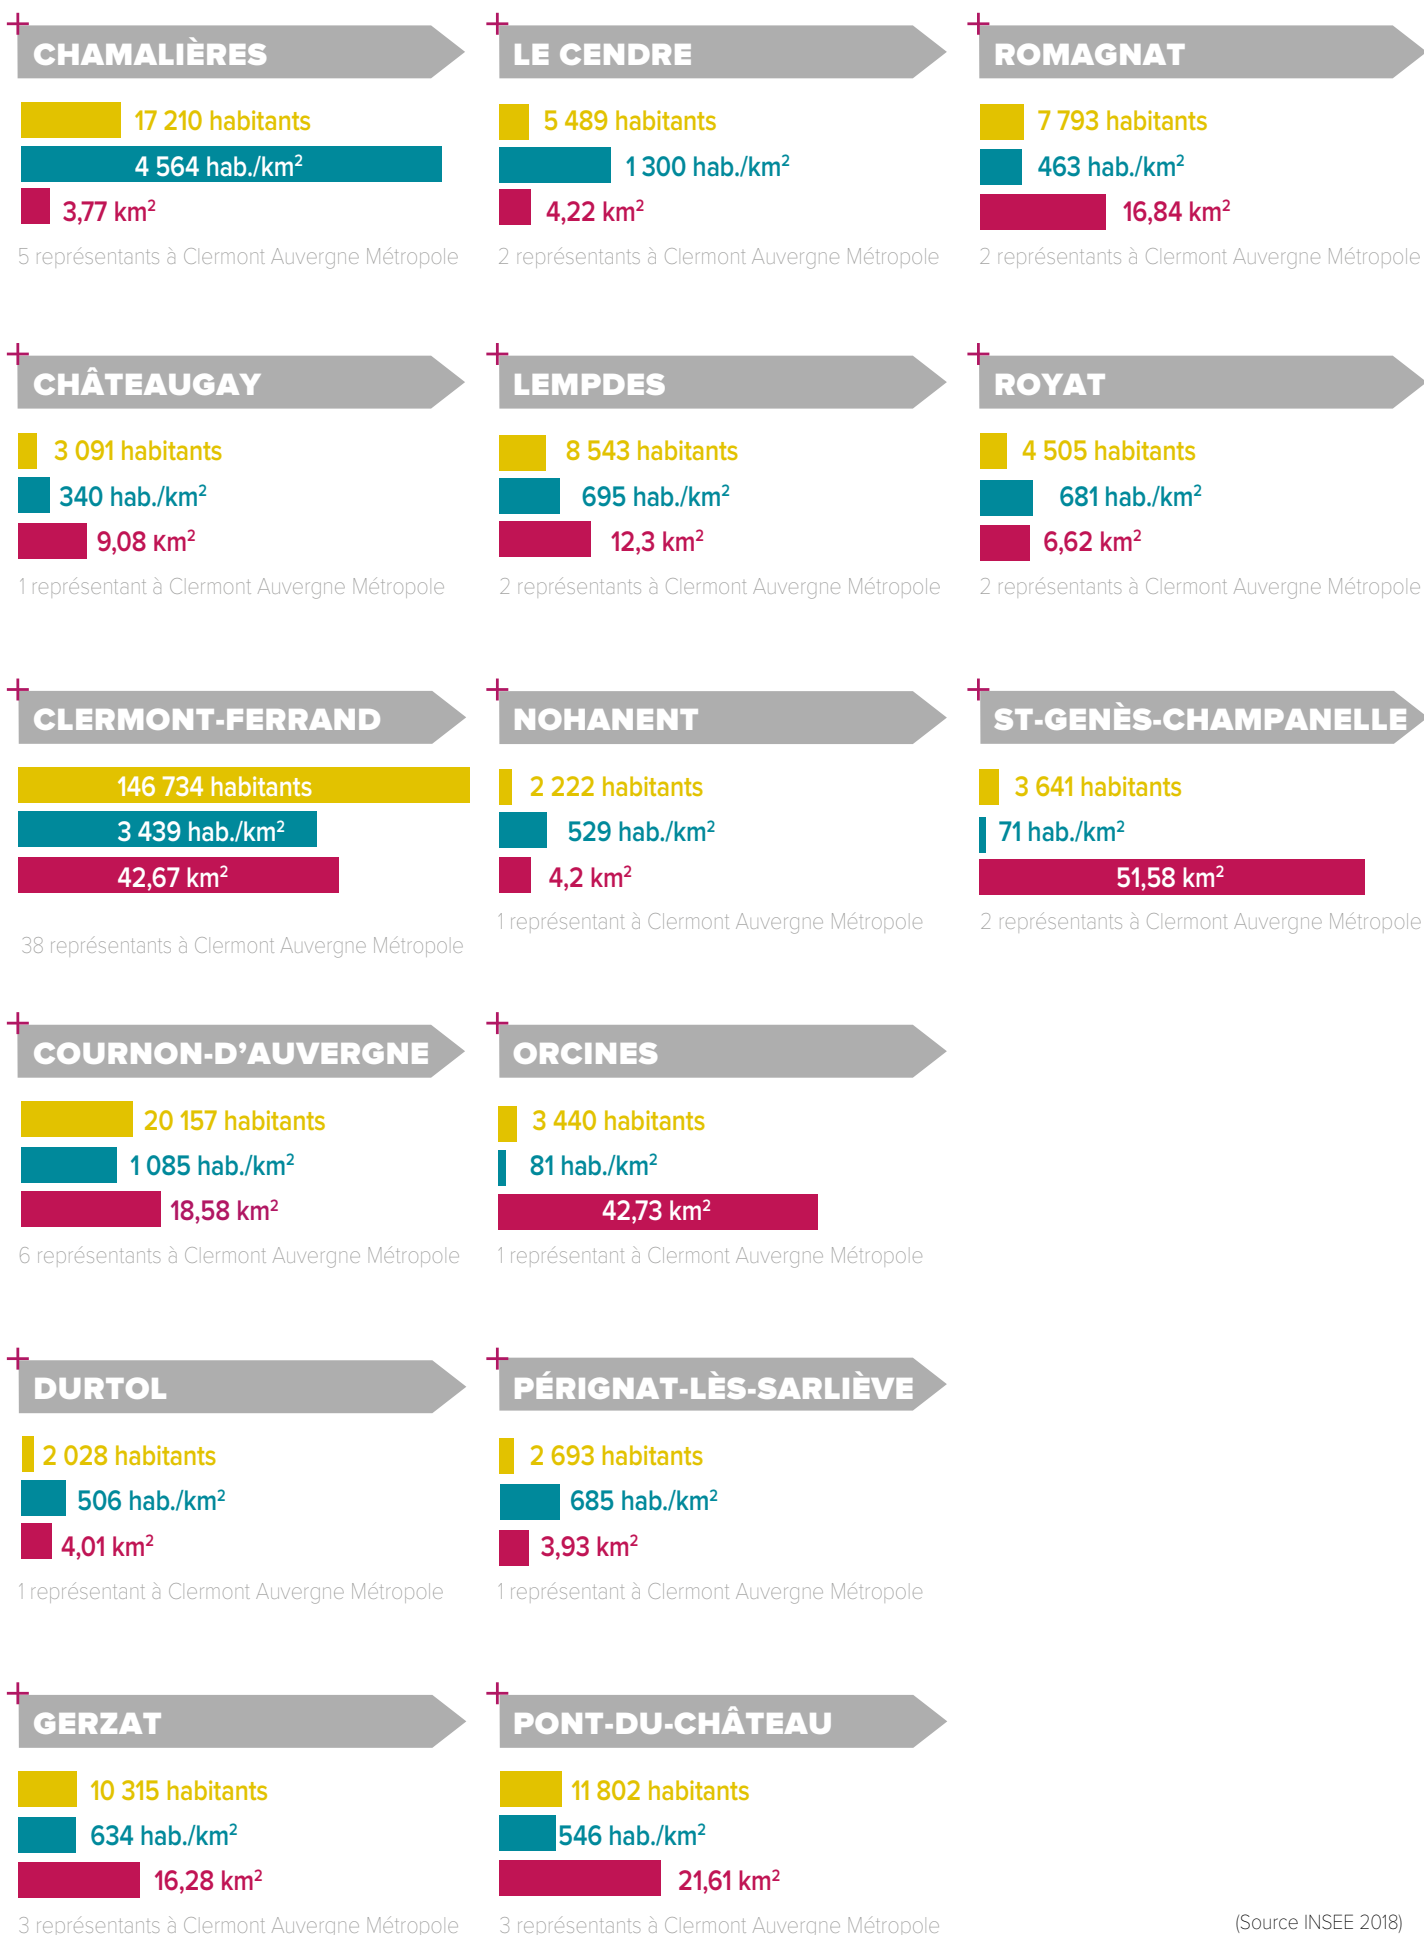 CHAMALIÈRES
17 210 habitants
4 564 hab./km²
3,77 km²
5 représentants à Clermont Auvergne Métropole
CHÂTEAUGAY
3 091 habitants
340 hab./km²
9,08 Km²
1 représentant à Clermont Auvergne Métropole
CLERMONT-FERRAND
146 734 habitants
3 439 hab./km²
42,67 km²
38 représentants à Clermont Auvergne Métropole
COURNON-D’AUVERGNE
20 157 habitants
1 085 hab./km²
18,58 km²
6 représentants à Clermont Auvergne Métropole
DURTOL
2 028 habitants
506 hab./km²
4,01 km²
1 représentant à Clermont Auvergne Métropole
GERZAT
10 315 habitants
634 hab./km²
16,28 km²
3 représentants à Clermont Auvergne Métropole
LE CENDRE
5 489 habitants
1 300 hab./km²
4,22 km²
2 représentants à Clermont Auvergne Métropole
LEMPDES
8 543 habitants
695 hab./km²
12,3 km²
2 représentants à Clermont Auvergne Métropole
NOHANENT
2 222 habitants
529 hab./km²
4,2 km²
1 représentant à Clermont Auvergne Métropole
ORCINES
3 440 habitants
81 hab./km²
42,73 km²
1 représentant à Clermont Auvergne Métropole
PÉRIGNAT-LÈS-SARLIÈVE
2 693 habitants
685 hab./km²
3,93 km²
1 représentant à Clermont Auvergne Métropole
PONT-DU-CHÂTEAU
11 802 habitants
546 hab./km²
21,61 km²
3 représentants à Clermont Auvergne Métropole
ROMAGNAT
7 793 habitants
463 hab./km²
16,84 km²
2 représentants à Clermont Auvergne Métropole
ROYAT
4 505 habitants
681 hab./km²
6,62 km²
2 représentants à Clermont Auvergne Métropole
ST-GENÈS-CHAMPANELLE
3 641 habitants
71 hab./km²
51,58 km²
2 représentants à Clermont Auvergne Métropole
(Source INSEE 2018)